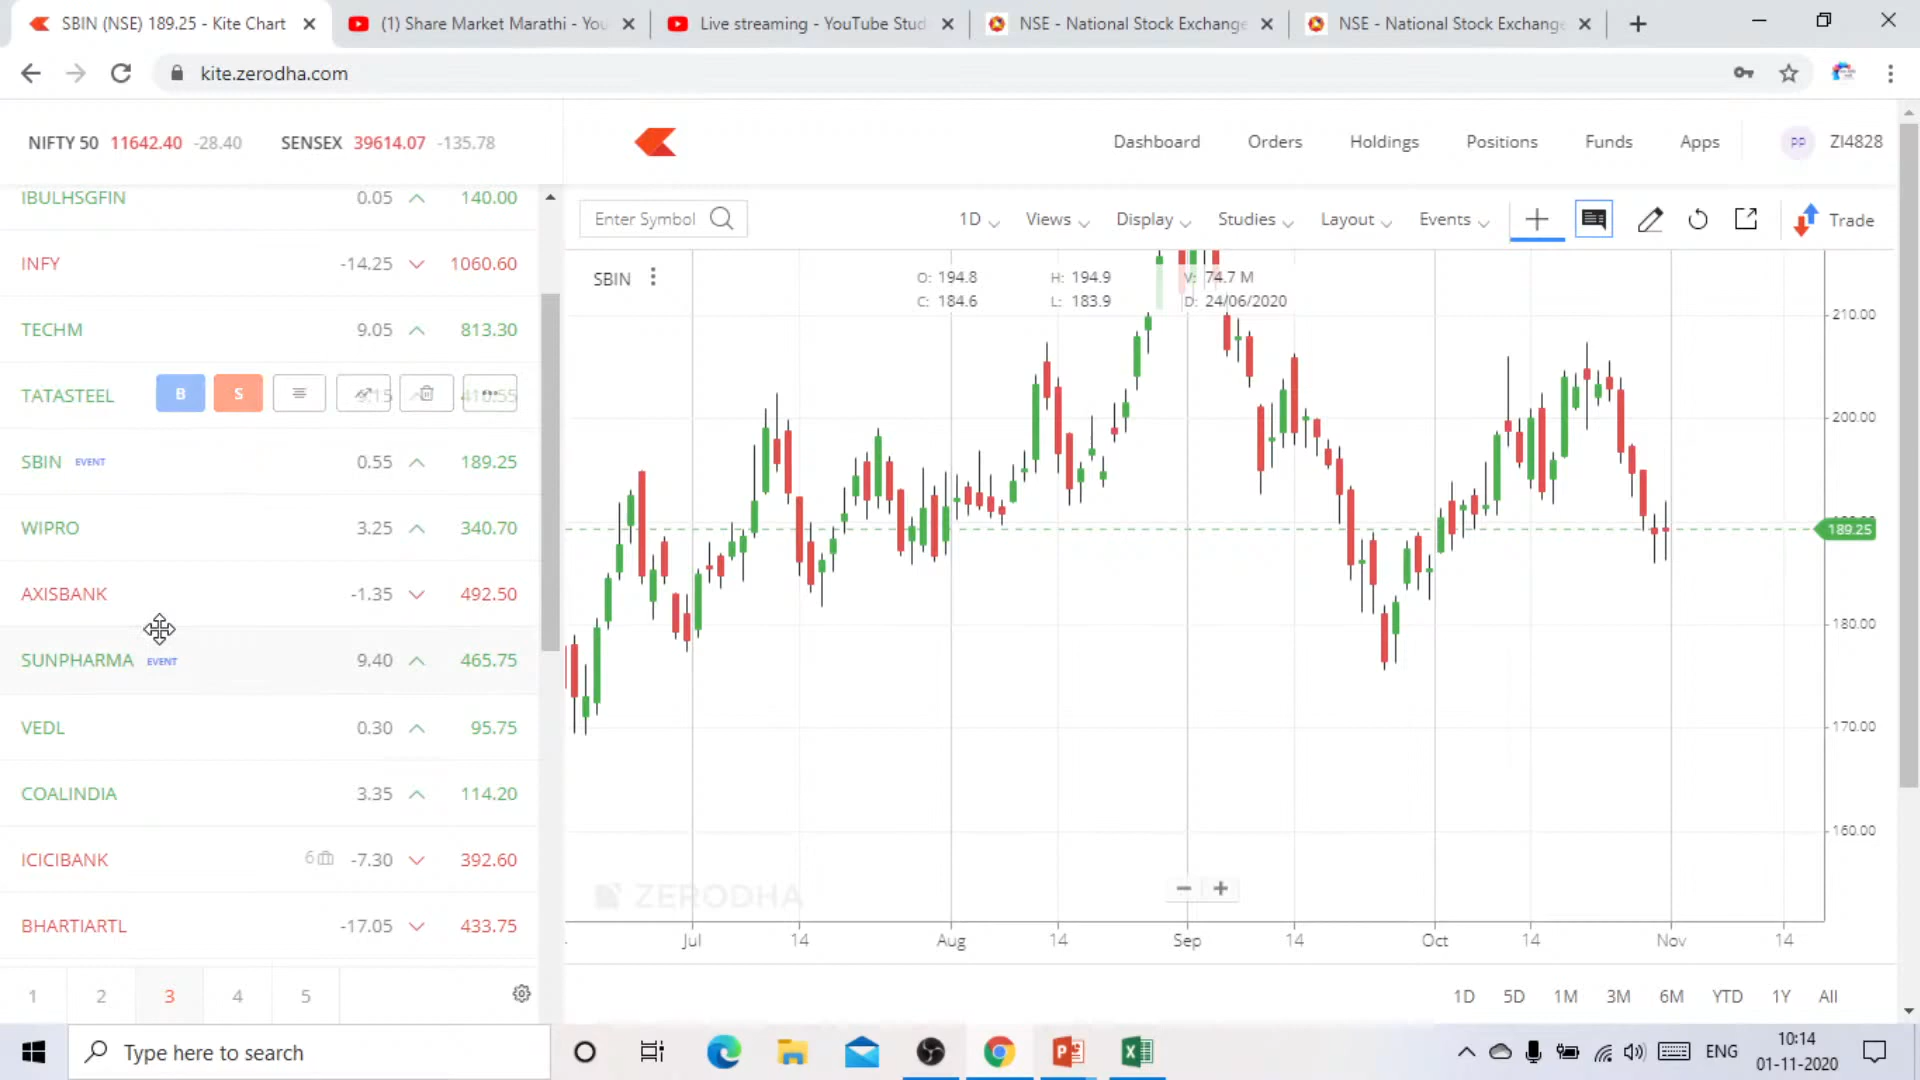 SBIN (NSE) 189.25 - Kite Chart
(1) Share Market Marathi - You
Live streaming - YouTube Stud
NSE - National Stock Exchange
NSE - National Stock Exchange
kite.zerodha.com
NIFTY 50 11642.40 -28.40 SENSEX 39614.07 -135.78
Dashboard Orders Holdings Positions Funds Apps PP ZI4828
IBULHSGFIN 0.05 140.00
INFY -14.25 1060.60
TECHM 9.05 813.30
TATASTEEL B S
SBIN EVENT 0.55 189.25
WIPRO 3.25 340.70
AXISBANK -1.35 492.50
SUNPHARMA EVENT 9.40 465.75
VEDL 0.30 95.75
COALINDIA 3.35 114.20
ICICIBANK 6 -7.30 392.60
BHARTIARTL -17.05 433.75
1 2 3 4 5
Enter Symbol 1D Views Display Studies Layout Events Trade
SBIN O: 194.8 H: 194.9 V: 74.7 M
C: 184.6 L: 183.9 D: 24/06/2020
210.00
200.00
189.25
180.00
170.00
160.00
ZERODHA
Jul 14 Aug 14 Sep 14 Oct 14 Nov 14
1D 5D 1M 3M 6M YTD 1Y All
Type here to search
ENG
10:14
01-11-2020